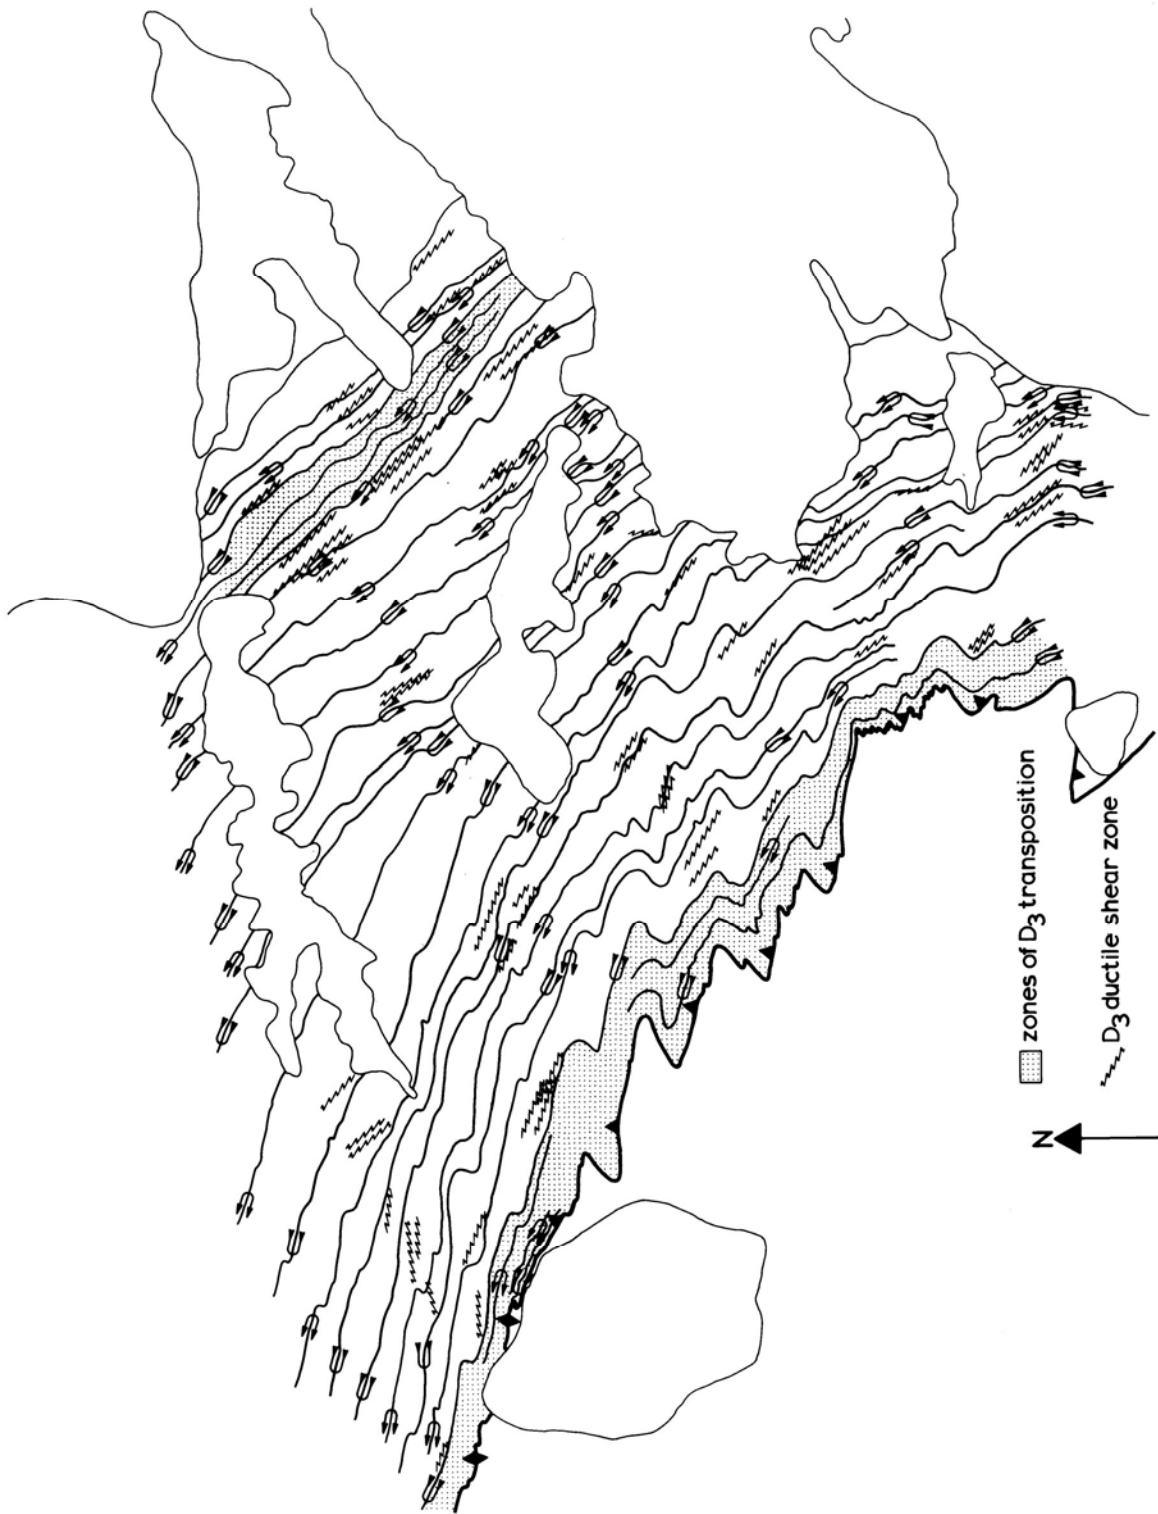 zones of D₃ transposition
D₃ ductile shear zone
N